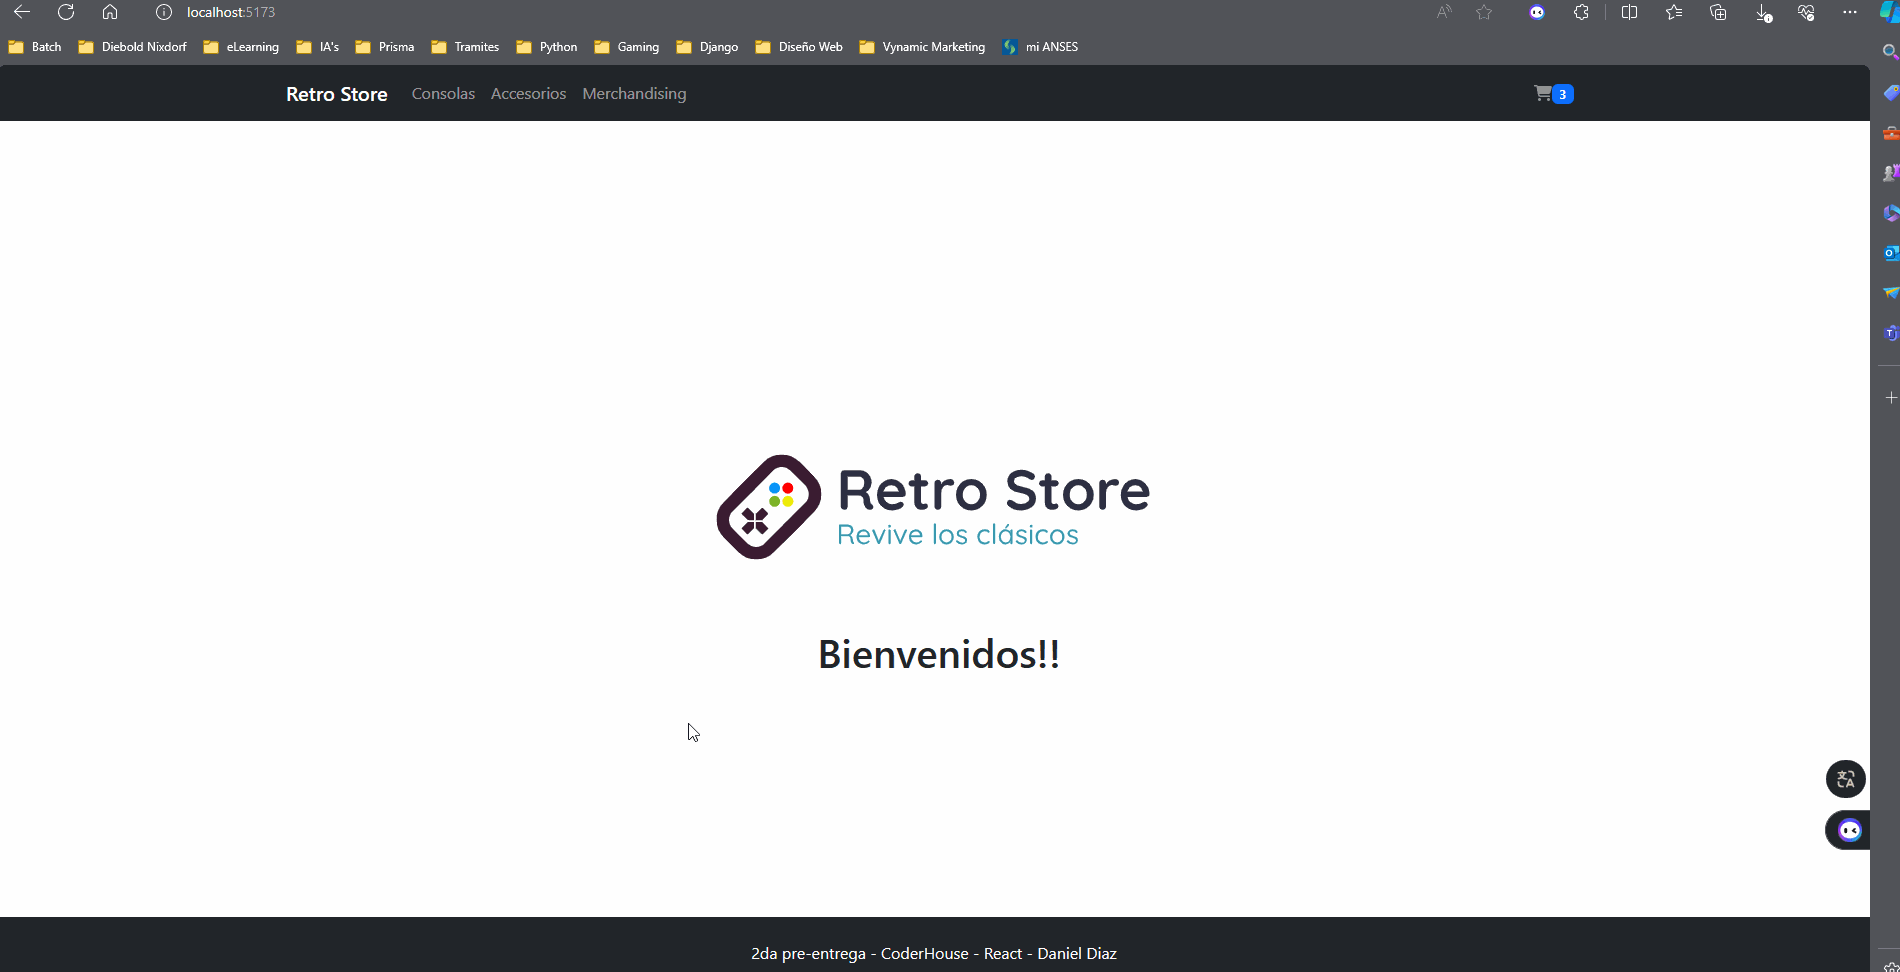 localhost:5173
Batch Diebold Nixdorf eLearning IA's Prisma Tramites Python Gaming Django Diseño Web Vynamic Marketing mi ANSES
Retro Store Consolas Accesorios Merchandising 3
Retro Store
Revive los clásicos
Bienvenidos!!
2da pre-entrega - CoderHouse - React - Daniel Diaz